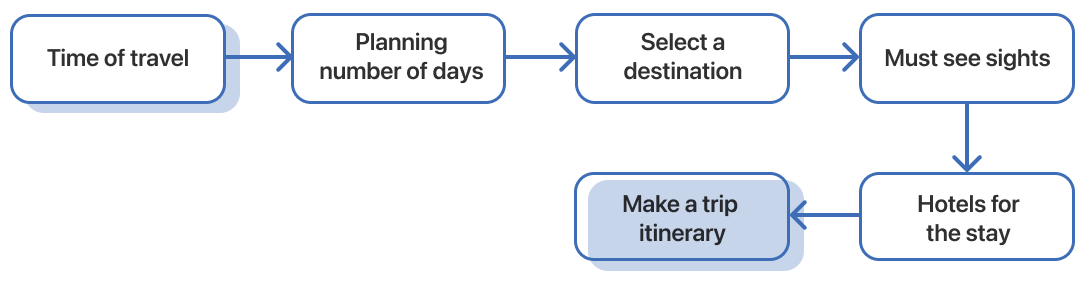 Time of travel
Planning
number of days
Select a
destination
Must see sights
Hotels for
the stay
Make a trip
itinerary